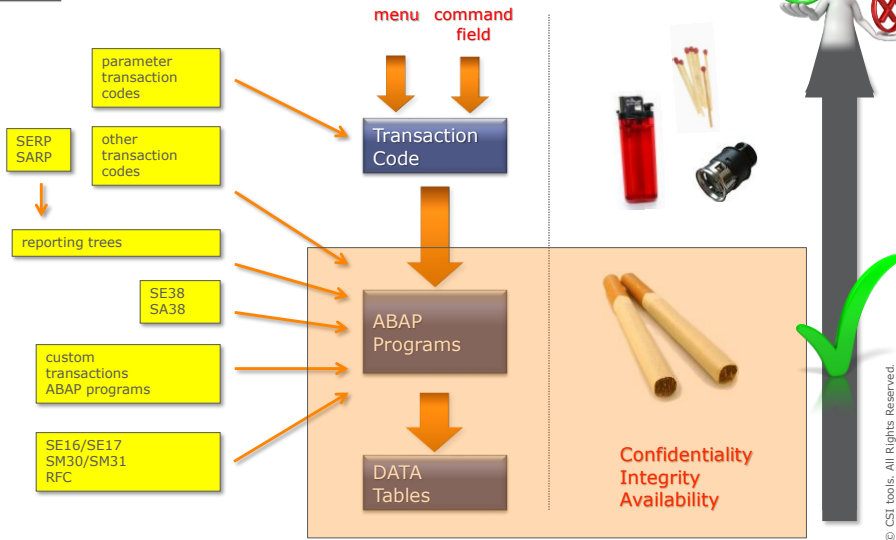 menu command
field
parameter
transaction
codes
SERP
SARP
other
transaction
codes
Transaction
Code
reporting trees
SE38
SA38
ABAP
Programs
custom
transactions
ABAP programs
SE16/SE17
SM30/SM31
RFC
DATA
Tables
Confidentiality
Integrity
Availability
© CSI tools. All Rights Reserved.